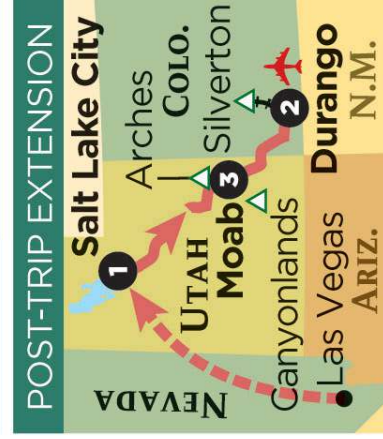 POST-TRIP EXTENSION
Salt Lake City
1
Arches
COLO.
Silverton
UTAH
Moab
3
2
Durango
Canyonlands
NEVADA
Las Vegas
ARIZ.
N.M.